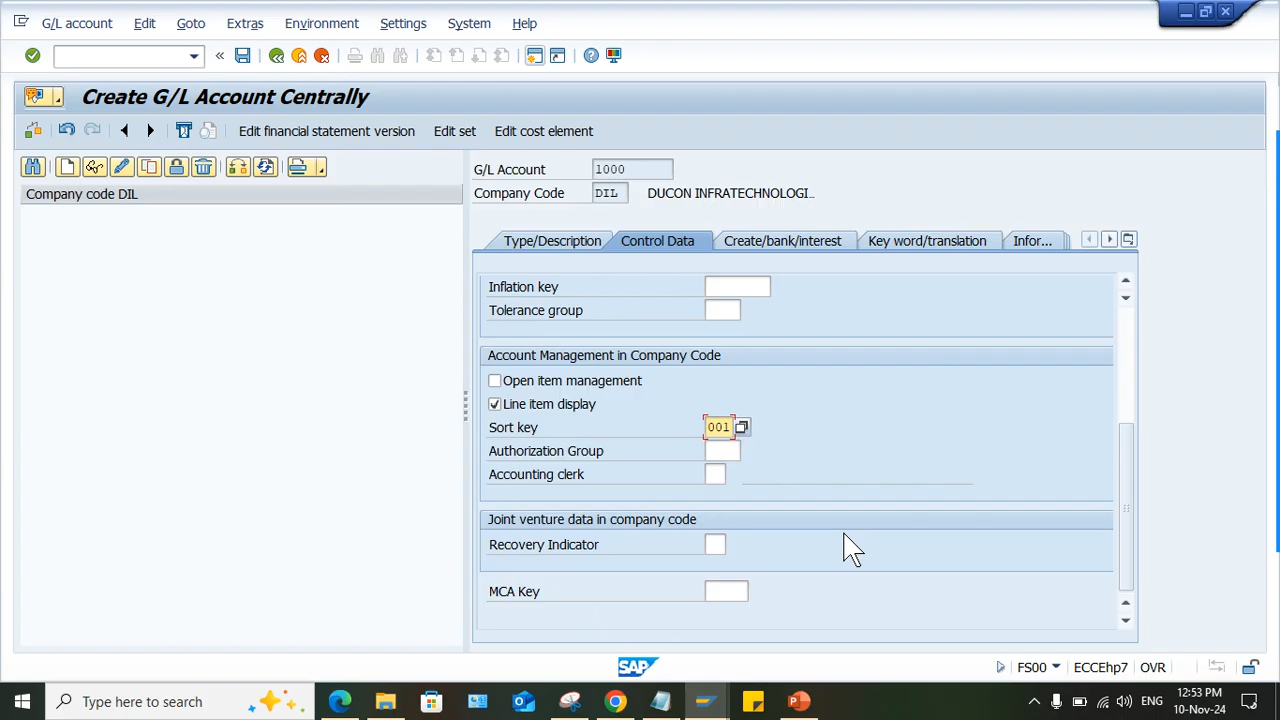 G/L account Edit Goto Extras Environment Settings System Help
Create G/L Account Centrally
Edit financial statement version Edit set Edit cost element
Company code DIL
G/L Account 1000
Company Code DIL DUCON INFRATECHNOLOGI...
Type/Description Control Data Create/bank/interest Key word/translation Infor...
Inflation key
Tolerance group
Account Management in Company Code
Open item management
Line item display
Sort key 001
Authorization Group
Accounting clerk
Joint venture data in company code
Recovery Indicator
MCA Key
SAP FS00 ECCEhp7 OVR
Type here to search ENG 12:53 PM
10-Nov-24